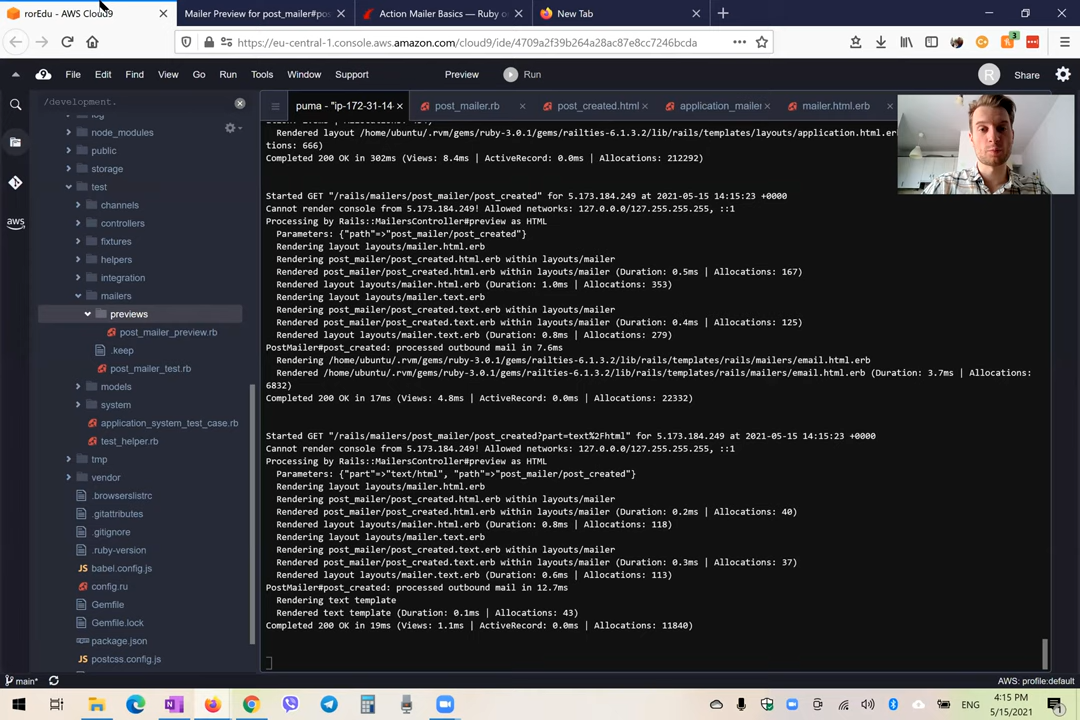 rorEdu - AWS Cloud9
Mailer Preview for post_mailer#pos
Action Mailer Basics — Ruby o
New Tab
https://eu-central-1.console.aws.amazon.com/cloud9/ide/4709a2f39b264a28ac87e8cc7246bcda
3
File Edit Find View Go Run Tools Window Support Preview Run
R Share
/development.
puma - "ip-172-31-14-
post_mailer.rb
post_created.html
application_mailer
mailer.html.erb
log
node_modules
public
storage
test
channels
controllers
fixtures
helpers
integration
mailers
previews
post_mailer_preview.rb
.keep
post_mailer_test.rb
models
system
application_system_test_case.rb
test_helper.rb
tmp
vendor
.browserslistrc
.gitattributes
.gitignore
.ruby-version
JS babel.config.js
config.ru
Gemfile
Gemfile.lock
package.json
JS postcss.config.js
aws
Rendered layout /home/ubuntu/.rvm/gems/ruby-3.0.1/gems/railties-6.1.3.2/lib/rails/templates/layouts/application.html.er
tions: 666)
Completed 200 OK in 302ms (Views: 8.4ms | ActiveRecord: 0.0ms | Allocations: 212292)
Started GET "/rails/mailers/post_mailer/post_created" for 5.173.184.249 at 2021-05-15 14:15:23 +0000
Cannot render console from 5.173.184.249! Allowed networks: 127.0.0.0/127.255.255.255, ::1
Processing by Rails::MailersController#preview as HTML
Parameters: {"path"=>"post_mailer/post_created"}
Rendering layout layouts/mailer.html.erb
Rendering post_mailer/post_created.html.erb within layouts/mailer
Rendered post_mailer/post_created.html.erb within layouts/mailer (Duration: 0.5ms | Allocations: 167)
Rendered layout layouts/mailer.html.erb (Duration: 1.0ms | Allocations: 353)
Rendering layout layouts/mailer.text.erb
Rendering post_mailer/post_created.text.erb within layouts/mailer
Rendered post_mailer/post_created.text.erb within layouts/mailer (Duration: 0.4ms | Allocations: 125)
Rendered layout layouts/mailer.text.erb (Duration: 0.8ms | Allocations: 279)
PostMailer#post_created: processed outbound mail in 7.6ms
Rendering /home/ubuntu/.rvm/gems/ruby-3.0.1/gems/railties-6.1.3.2/lib/rails/templates/rails/mailers/email.html.erb
Rendered /home/ubuntu/.rvm/gems/ruby-3.0.1/gems/railties-6.1.3.2/lib/rails/templates/rails/mailers/email.html.erb (Duration: 3.7ms | Allocations:
6832)
Completed 200 OK in 17ms (Views: 4.8ms | ActiveRecord: 0.0ms | Allocations: 22332)
Started GET "/rails/mailers/post_mailer/post_created?part=text%2Fhtml" for 5.173.184.249 at 2021-05-15 14:15:23 +0000
Cannot render console from 5.173.184.249! Allowed networks: 127.0.0.0/127.255.255.255, ::1
Processing by Rails::MailersController#preview as HTML
Parameters: {"part"=>"text/html", "path"=>"post_mailer/post_created"}
Rendering layout layouts/mailer.html.erb
Rendering post_mailer/post_created.html.erb within layouts/mailer
Rendered post_mailer/post_created.html.erb within layouts/mailer (Duration: 0.2ms | Allocations: 40)
Rendered layout layouts/mailer.html.erb (Duration: 0.8ms | Allocations: 118)
Rendering layout layouts/mailer.text.erb
Rendering post_mailer/post_created.text.erb within layouts/mailer
Rendered post_mailer/post_created.text.erb within layouts/mailer (Duration: 0.3ms | Allocations: 37)
Rendered layout layouts/mailer.text.erb (Duration: 0.6ms | Allocations: 113)
PostMailer#post_created: processed outbound mail in 12.7ms
Rendering text template
Rendered text template (Duration: 0.1ms | Allocations: 43)
Completed 200 OK in 19ms (Views: 1.1ms | ActiveRecord: 0.0ms | Allocations: 11840)
main*
AWS: profile:default
ENG
4:15 PM
5/15/2021
1